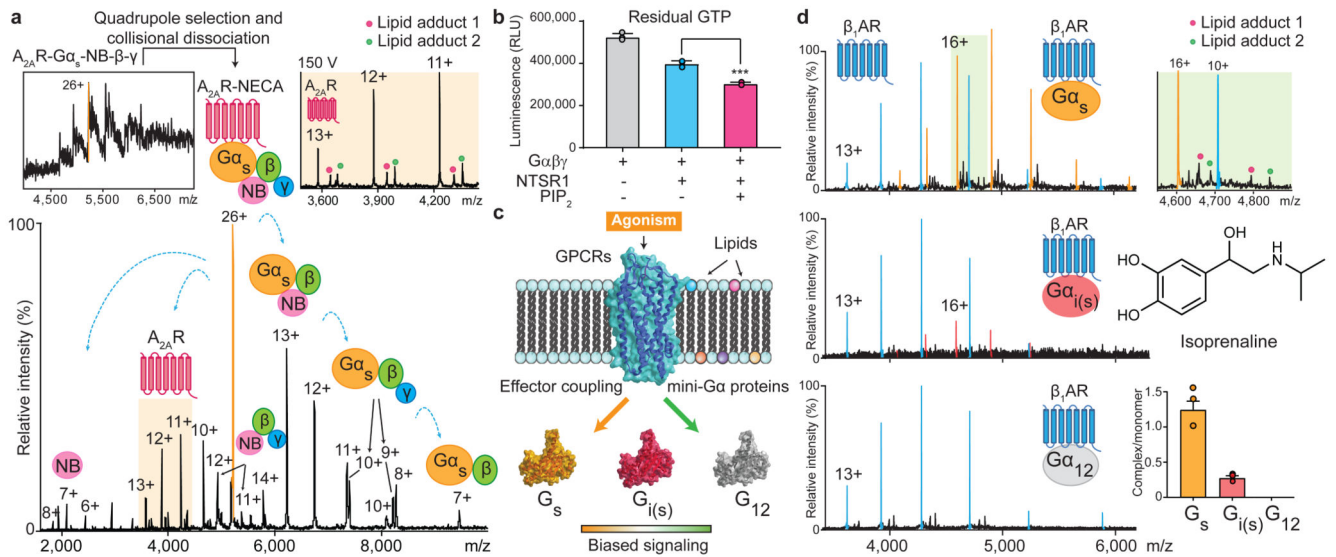 a
Quadrupole selection and
collisional dissociation
A2AR-Gαs-NB-β-γ
26+
4,500 5,500 6,500 m/z
A2AR-NECA
Gαs
β
NB
γ
Lipid adduct 1
Lipid adduct 2
150 V
A2AR
13+
12+
11+
3,600 3,900 4,200 m/z
Relative intensity (%)
100
0
26+
Gαs
β
NB
A2AR
Gαs
β
γ
NB
β
γ
Gαs
β
NB
8+
7+
6+
13+
12+
11+
10+
12+
11+
14+
13+
12+
11+
10+
9+
10+
8+
7+
2,000 4,000 6,000 8,000 m/z
b
Residual GTP
Luminescence (RLU)
600,000
400,000
200,000
0
***
Gαβγ + + +
NTSR1 - + +
PIP2 - - +
c
Agonism
GPCRs
Lipids
Effector coupling
mini-Gα proteins
Gs
Gi(s)
G12
Biased signaling
d
β1AR
β1AR
Gαs
Lipid adduct 1
Lipid adduct 2
Relative intensity (%)
100
0
13+
16+
16+
10+
4,600 4,700 4,800 m/z
β1AR
Gαi(s)
Relative intensity (%)
100
0
13+
16+
HO
HO
OH
H
N
Isoprenaline
β1AR
Gα12
Relative intensity (%)
100
0
13+
4,000 5,000 6,000 m/z
Complex/monomer
1.5
1.0
0.5
0
Gs Gi(s) G12